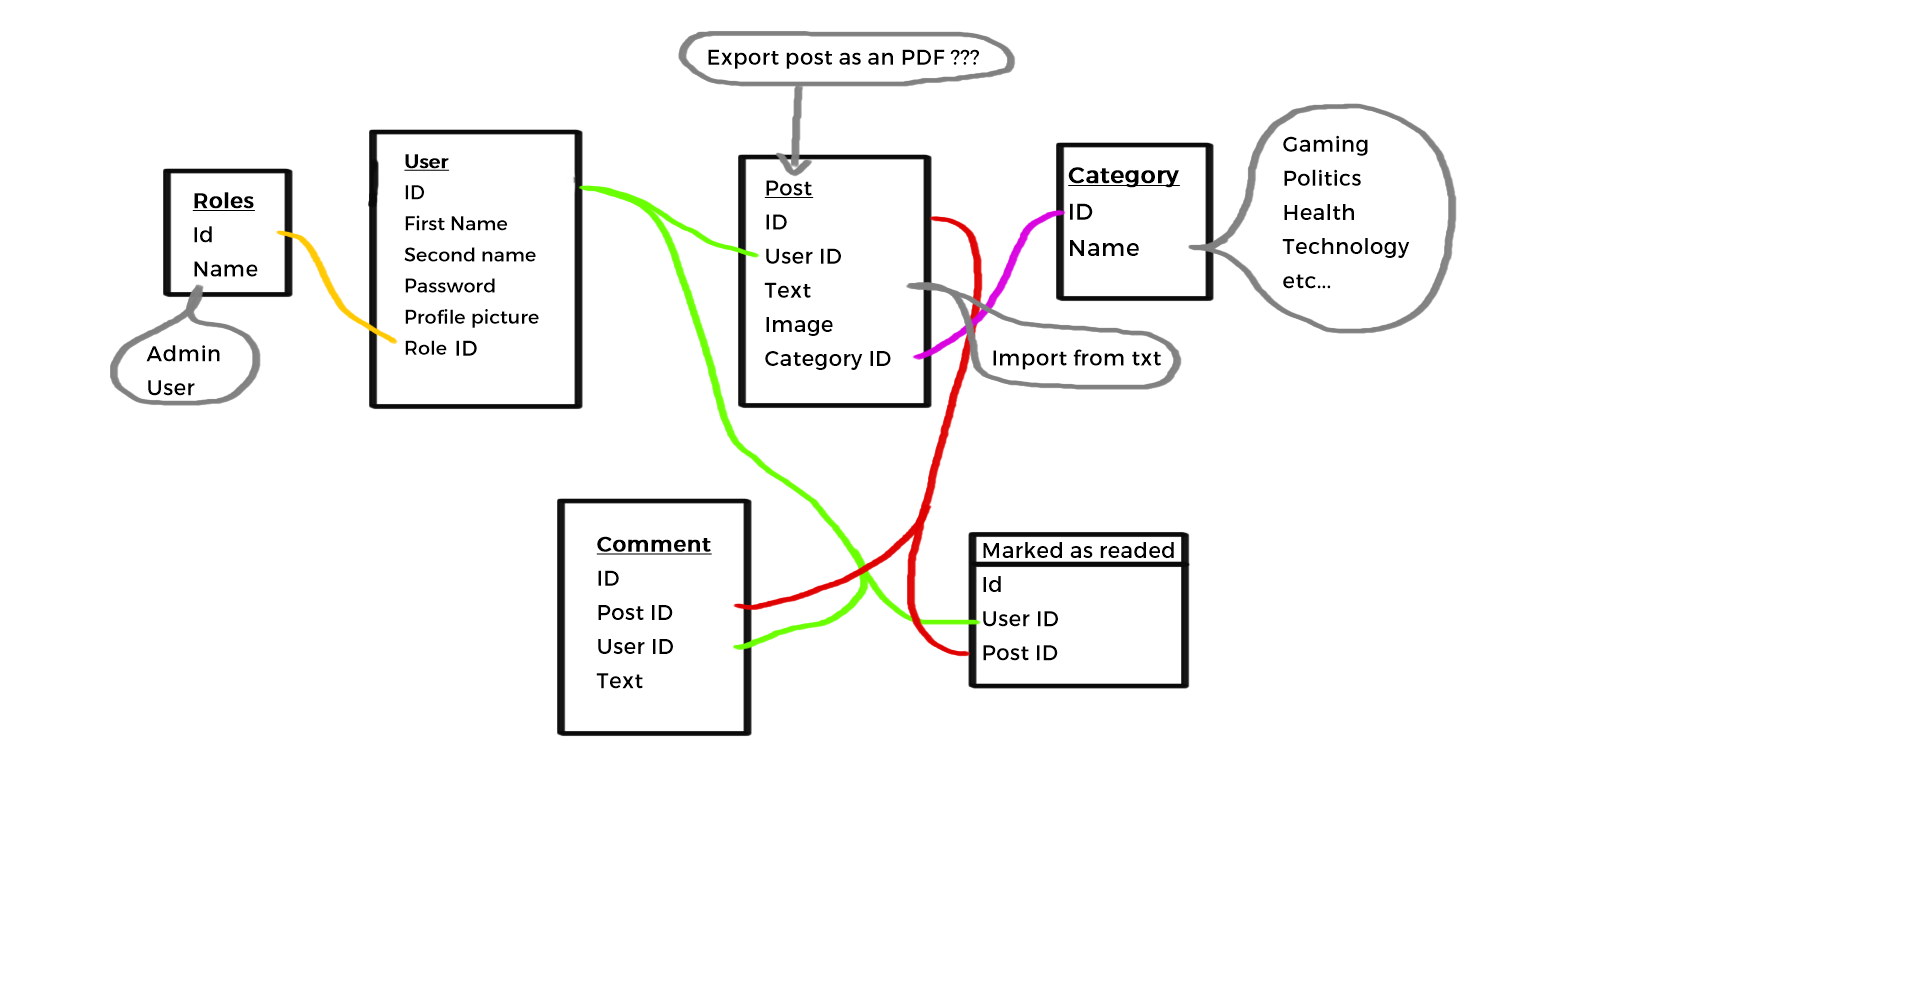 Export post as an PDF ???
Roles
Id
Name
Admin
User
User
ID
First Name
Second name
Password
Profile picture
Role ID
Post
ID
User ID
Text
Image
Category ID
Import from txt
Category
ID
Name
Gaming
Politics
Health
Technology
etc...
Comment
ID
Post ID
User ID
Text
Marked as readed
Id
User ID
Post ID